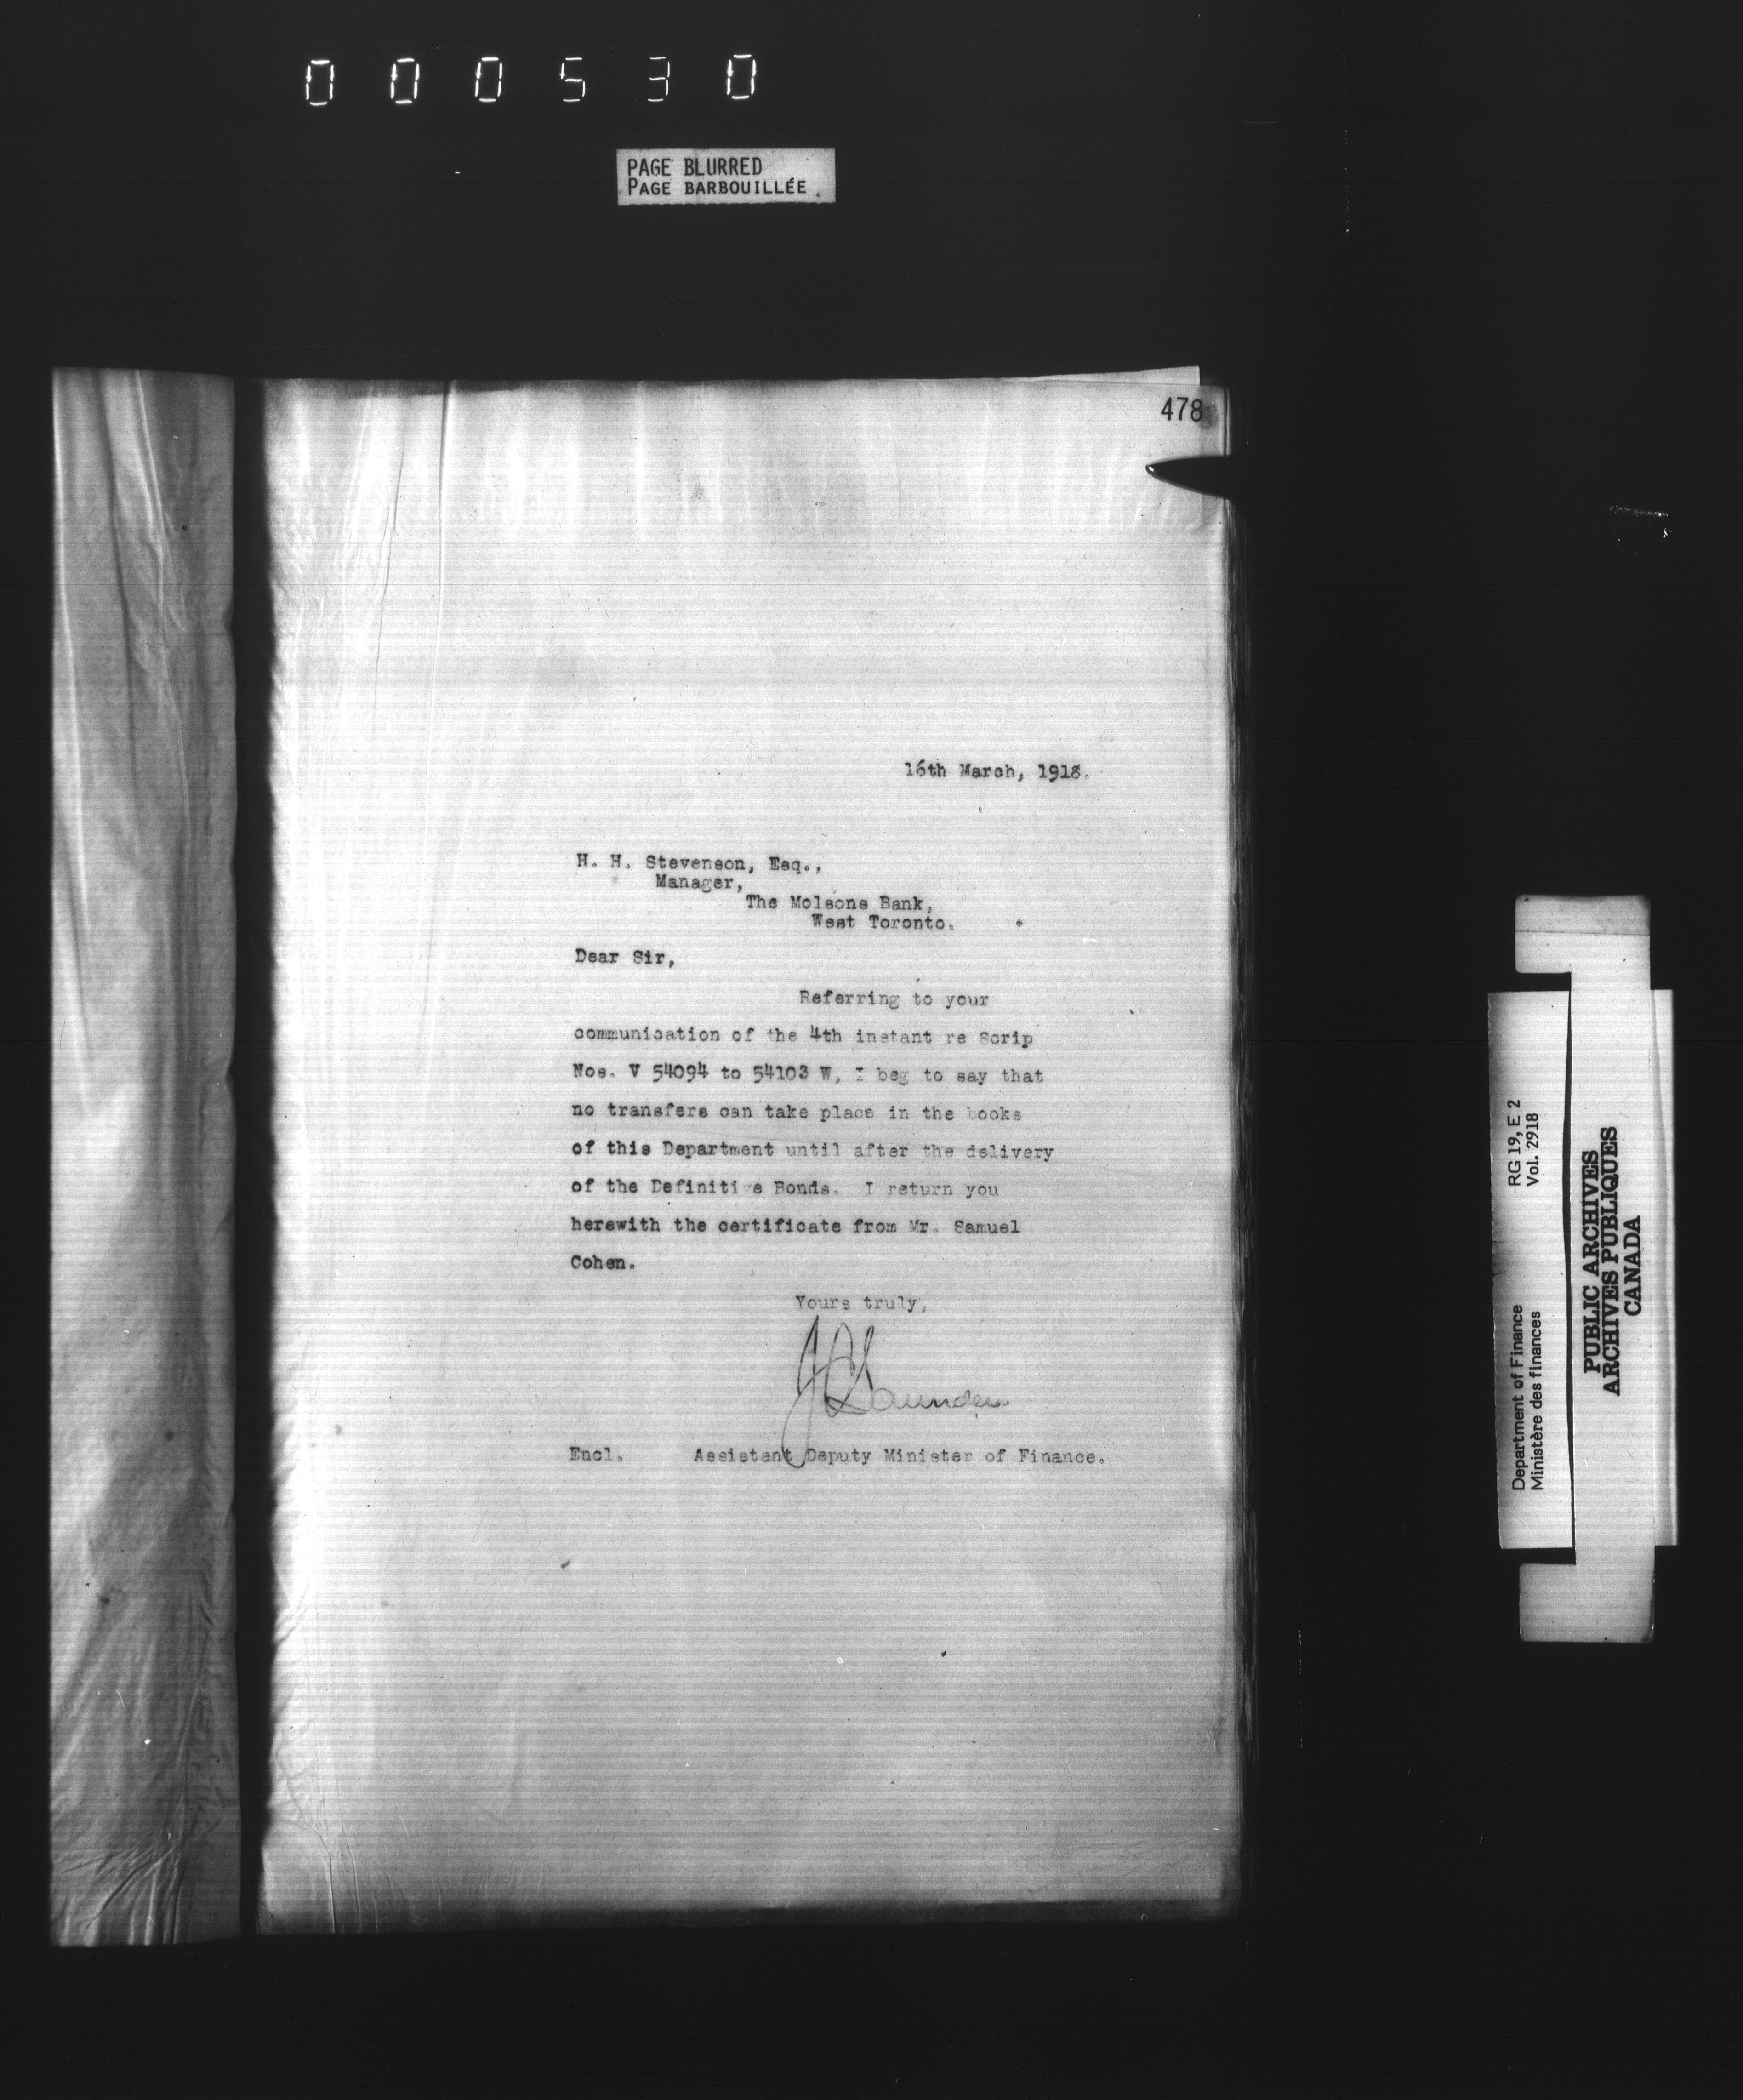 000530
PAGE BLURRED
PAGE BARBOUILLÉE
478
16th March, 1918.
H. H. Stevenson, Esq.,
Manager,
The Molsons Bank,
West Toronto.
Dear Sir,
Referring to your
communication of the 4th instant re Scrip
Nos. V 54094 to 54103 W, I beg to say that
no transfers can take place in the books
of this Department until after the delivery
of the Definitive Bonds. I return you
herewith the certificate from Mr. Samuel
Cohen.
Yours truly,
JCSaunders
Encl. Assistant Deputy Minister of Finance.
Department of Finance RG 19, E 2
Ministère des finances Vol. 2918
PUBLIC ARCHIVES
ARCHIVES PUBLIQUES
CANADA